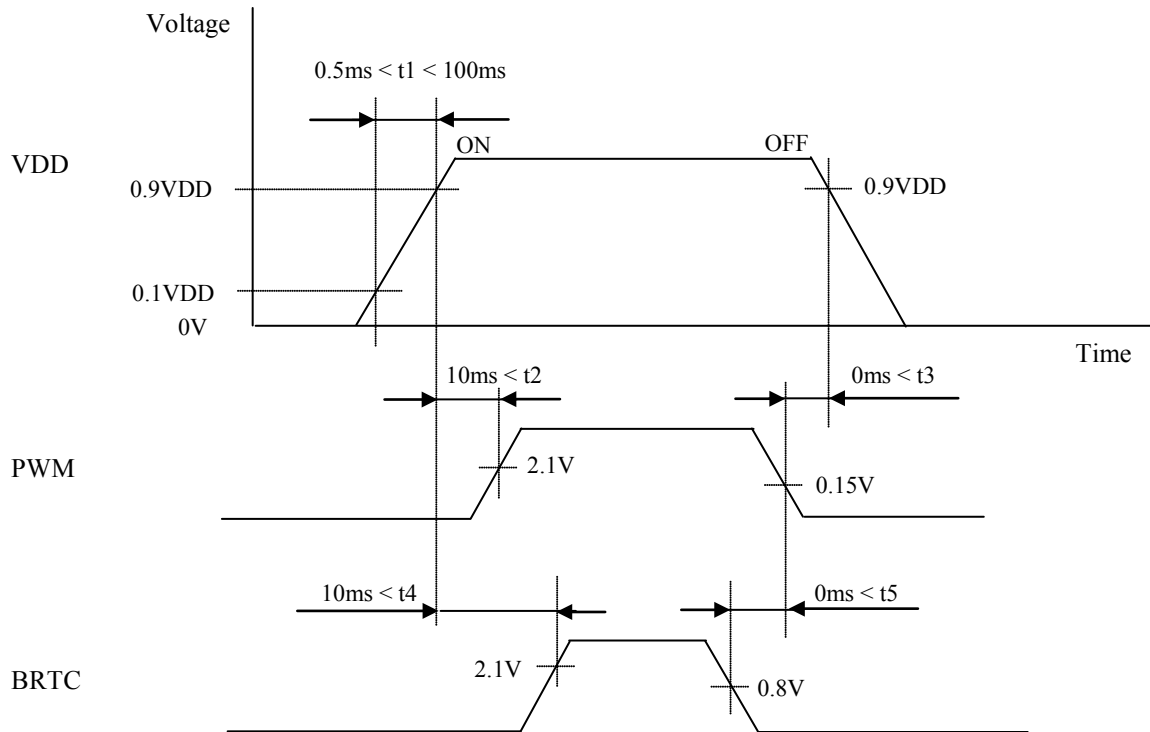 Voltage
0.5ms < t1 < 100ms
ON
OFF
VDD
0.9VDD
0.9VDD
0.1VDD
0V
Time
10ms < t2
0ms < t3
PWM
2.1V
0.15V
10ms < t4
0ms < t5
BRTC
2.1V
0.8V